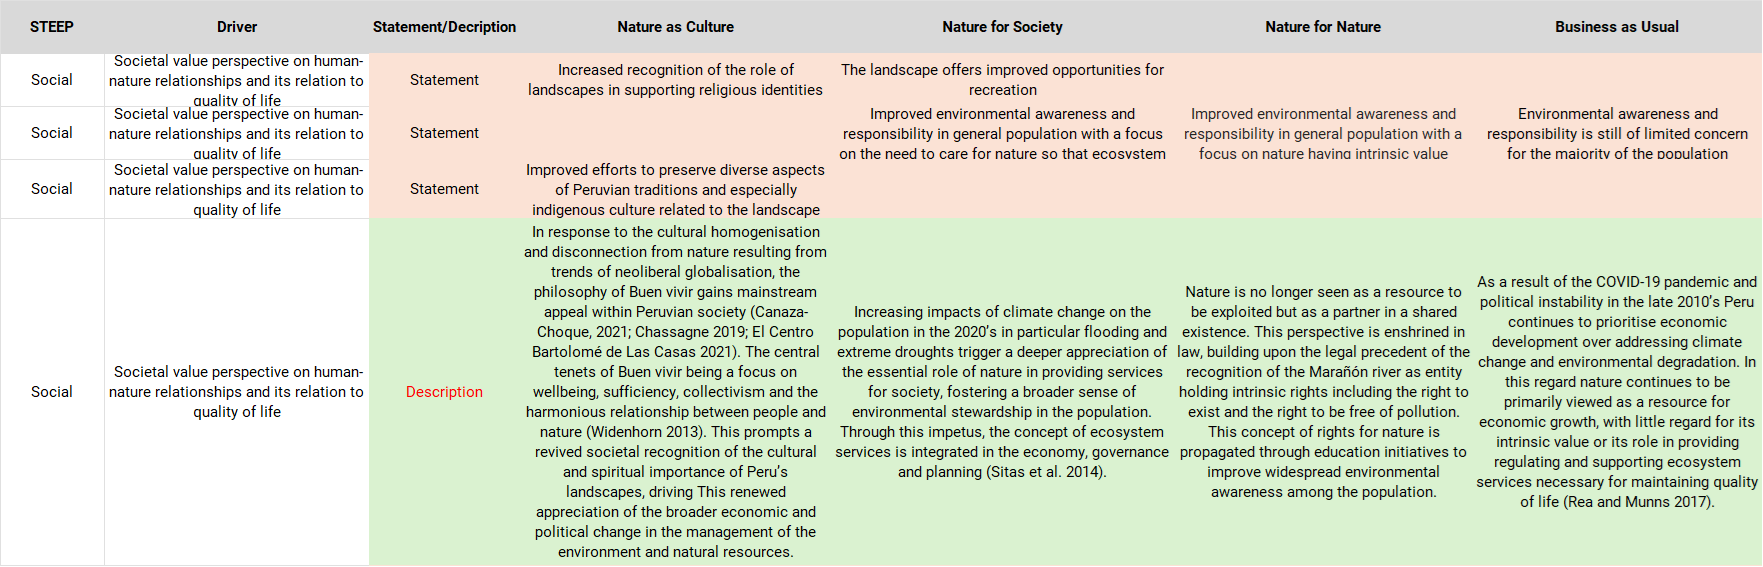 STEEP Driver Statement/Decription Nature as Culture Nature for Society Nature for Nature Business as Usual
Social
Societal value perspective on human-
nature relationships and its relation to
quality of life
Statement
Increased recognition of the role of
landscapes in supporting religious identities
The landscape offers improved opportunities for
recreation
Social
Societal value perspective on human-
nature relationships and its relation to
quality of life
Statement
Improved environmental awareness and
responsibility in general population with a focus
on the need to care for nature so that ecosystem
Improved environmental awareness and
responsibility in general population with a
focus on nature having intrinsic value
Environmental awareness and
responsibility is still of limited concern
for the majority of the population
Social
Societal value perspective on human-
nature relationships and its relation to
quality of life
Statement
Improved efforts to preserve diverse aspects
of Peruvian traditions and especially
indigenous culture related to the landscape
Social
Societal value perspective on human-
nature relationships and its relation to
quality of life
Description
In response to the cultural homogenisation
and disconnection from nature resulting from
trends of neoliberal globalisation, the
philosophy of Buen vivir gains mainstream
appeal within Peruvian society (Canaza-
Choque, 2021; Chassagne 2019; El Centro
Bartolomé de Las Casas 2021). The central
tenets of Buen vivir being a focus on
wellbeing, sufficiency, collectivism and the
harmonious relationship between people and
nature (Widenhorn 2013). This prompts a
revived societal recognition of the cultural
and spiritual importance of Peru's
landscapes, driving This renewed
appreciation of the broader economic and
political change in the management of the
environment and natural resources.
Increasing impacts of climate change on the
population in the 2020's in particular flooding and
extreme droughts trigger a deeper appreciation of
the essential role of nature in providing services
for society, fostering a broader sense of
environmental stewardship in the population.
Through this impetus, the concept of ecosystem
services is integrated in the economy, governance
and planning (Sitas et al. 2014).
Nature is no longer seen as a resource to
be exploited but as a partner in a shared
existence. This perspective is enshrined in
law, building upon the legal precedent of the
recognition of the Marañón river as entity
holding intrinsic rights including the right to
exist and the right to be free of pollution.
This concept of rights for nature is
propagated through education initiatives to
improve widespread environmental
awareness among the population.
As a result of the COVID-19 pandemic and
political instability in the late 2010's Peru
continues to prioritise economic
development over addressing climate
change and environmental degradation. In
this regard nature continues to be
primarily viewed as a resource for
economic growth, with little regard for its
intrinsic value or its role in providing
regulating and supporting ecosystem
services necessary for maintaining quality
of life (Rea and Munns 2017).